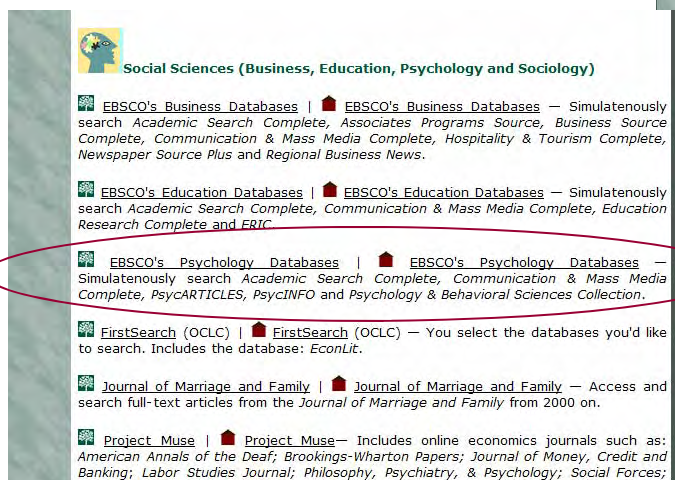 Social Sciences (Business, Education, Psychology and Sociology)
EBSCO's Business Databases | EBSCO's Business Databases — Simulatenously
search Academic Search Complete, Associates Programs Source, Business Source
Complete, Communication & Mass Media Complete, Hospitality & Tourism Complete,
Newspaper Source Plus and Regional Business News.
EBSCO's Education Databases | EBSCO's Education Databases — Simulatenously
search Academic Search Complete, Communication & Mass Media Complete, Education
Research Complete and ERIC.
EBSCO's Psychology Databases | EBSCO's Psychology Databases —
Simulatenously search Academic Search Complete, Communication & Mass Media
Complete, PsycARTICLES, PsycINFO and Psychology & Behavioral Sciences Collection.
FirstSearch (OCLC) | FirstSearch (OCLC) — You select the databases you'd like
to search. Includes the database: EconLit.
Journal of Marriage and Family | Journal of Marriage and Family — Access and
search full-text articles from the Journal of Marriage and Family from 2000 on.
Project Muse | Project Muse— Includes online economics journals such as:
American Annals of the Deaf; Brookings-Wharton Papers; Journal of Money, Credit and
Banking; Labor Studies Journal; Philosophy, Psychiatry, & Psychology; Social Forces;